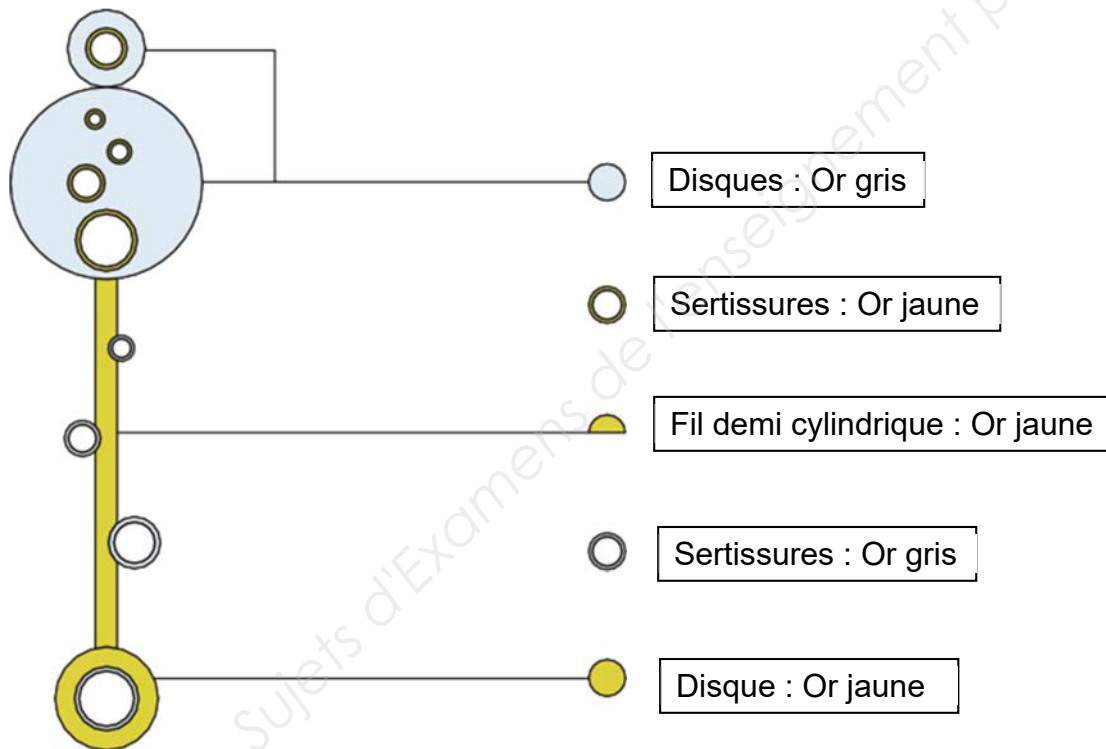 Disques : Or gris
Sertissures : Or jaune
Fil demi cylindrique : Or jaune
Sertissures : Or gris
Disque : Or jaune
Sujets d'Examens de l'enseignement p